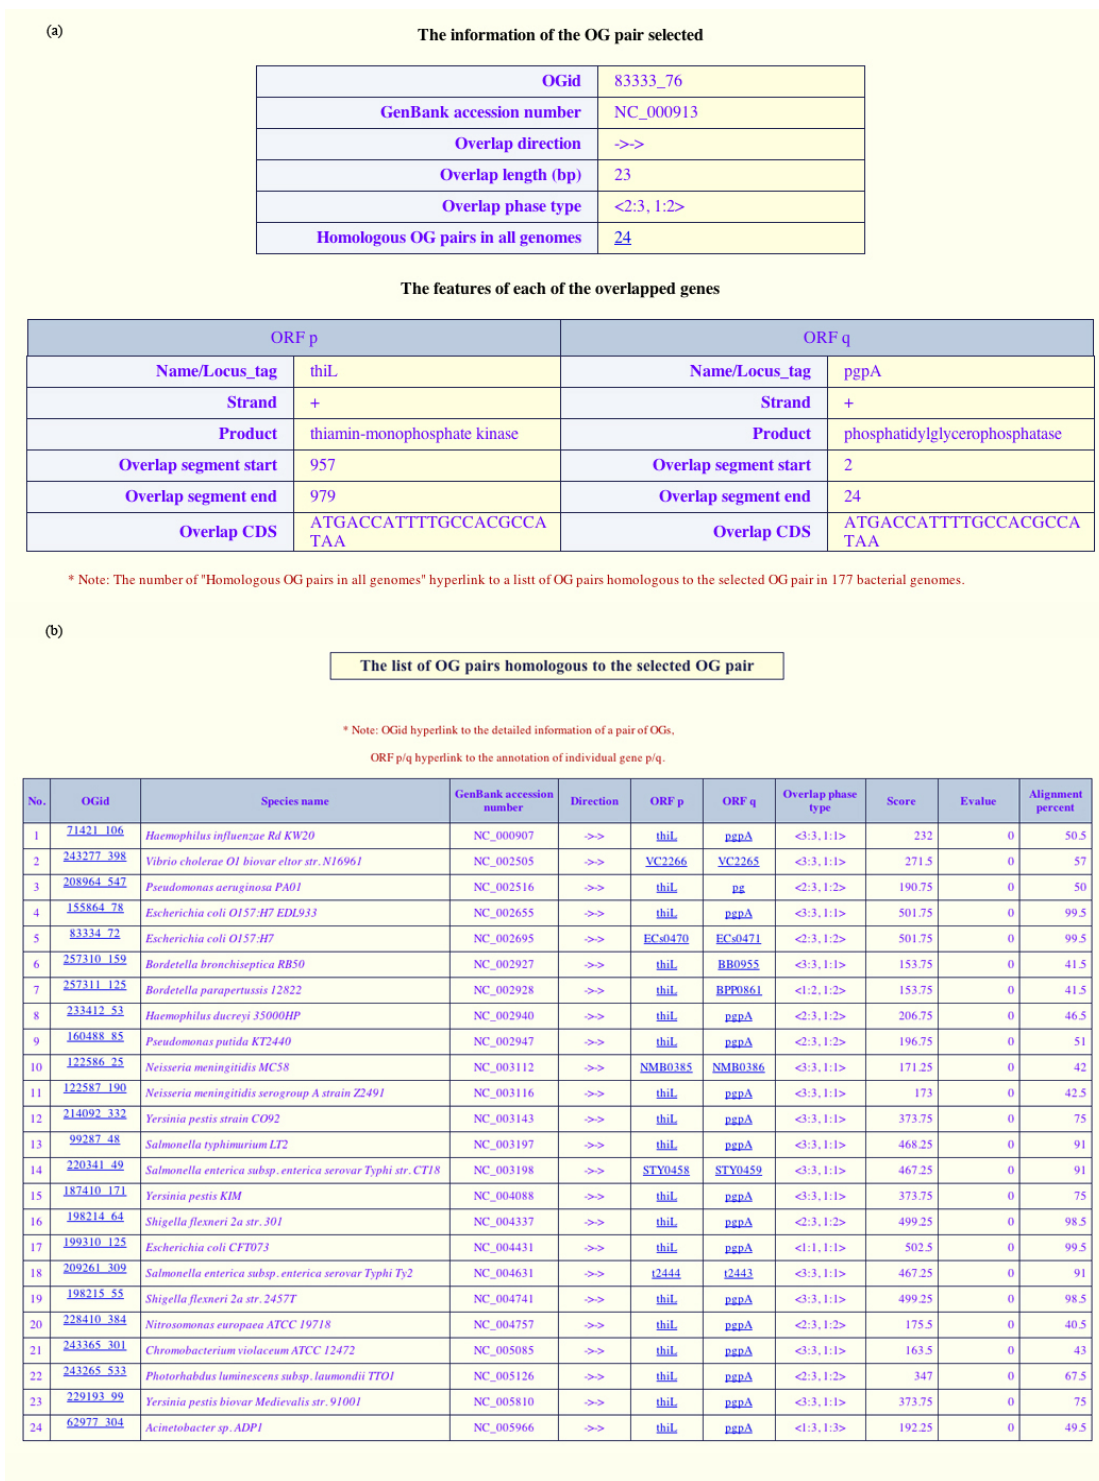 (a)
The information of the OG pair selected
OGid 83333_76
GenBank accession number NC_000913
Overlap direction ->->
Overlap length (bp) 23
Overlap phase type <2:3, 1:2>
Homologous OG pairs in all genomes 24
The features of each of the overlapped genes
ORF p ORF q
Name/Locus_tag thiL Name/Locus_tag pgpA
Strand + Strand +
Product thiamin-monophosphate kinase Product phosphatidylglycerophosphatase
Overlap segment start 957 Overlap segment start 2
Overlap segment end 979 Overlap segment end 24
Overlap CDS ATGACCATTTTGCCACGCCA Overlap CDS ATGACCATTTTGCCACGCCA
TAA TAA
* Note: The number of "Homologous OG pairs in all genomes" hyperlink to a listt of OG pairs homologous to the selected OG pair in 177 bacterial genomes.
(b)
The list of OG pairs homologous to the selected OG pair
* Note: OGid hyperlink to the detailed information of a pair of OGs,
ORF p/q hyperlink to the annotation of individual gene p/q.
No. OGid Species name GenBank accession number Direction ORF p ORF q Overlap phase type Score Evalue Alignment percent
1 71421_106 Haemophilus influenzae Rd KW20 NC_000907 ->-> thiL pgpA <3:3, 1:1> 232 0 50.5
2 243277_398 Vibrio cholerae O1 biovar eltor str. N16961 NC_002505 ->-> VC2266 VC2265 <3:3, 1:1> 271.5 0 57
3 208964_547 Pseudomonas aeruginosa PA01 NC_002516 ->-> thiL pg <2:3, 1:2> 190.75 0 50
4 155864_78 Escherichia coli O157:H7 EDL933 NC_002655 ->-> thiL pgpA <3:3, 1:1> 501.75 0 99.5
5 83334_72 Escherichia coli O157:H7 NC_002695 ->-> ECs0470 ECs0471 <2:3, 1:2> 501.75 0 99.5
6 257310_159 Bordetella bronchiseptica RB50 NC_002927 ->-> thiL BB0955 <3:3, 1:1> 153.75 0 41.5
7 257311_125 Bordetella parapertussis 12822 NC_002928 ->-> thiL BPP0861 <1:2, 1:2> 153.75 0 41.5
8 233412_53 Haemophilus ducreyi 35000HP NC_002940 ->-> thiL pgpA <2:3, 1:2> 206.75 0 46.5
9 160488_85 Pseudomonas putida KT2440 NC_002947 ->-> thiL pgpA <2:3, 1:2> 196.75 0 51
10 122586_25 Neisseria meningitidis MC58 NC_003112 ->-> NMB0385 NMB0386 <3:3, 1:1> 171.25 0 42
11 122587_190 Neisseria meningitidis serogroup A strain Z2491 NC_003116 ->-> thiL pgpA <3:3, 1:1> 173 0 42.5
12 214092_332 Yersinia pestis strain CO92 NC_003143 ->-> thiL pgpA <3:3, 1:1> 373.75 0 75
13 99287_48 Salmonella typhimurium LT2 NC_003197 ->-> thiL pgpA <3:3, 1:1> 468.25 0 91
14 220341_49 Salmonella enterica subsp. enterica serovar Typhi str. CT18 NC_003198 ->-> STY0458 STY0459 <3:3, 1:1> 467.25 0 91
15 187410_171 Yersinia pestis KIM NC_004088 ->-> thiL pgpA <3:3, 1:1> 373.75 0 75
16 198214_64 Shigella flexneri 2a str. 301 NC_004337 ->-> thiL pgpA <2:3, 1:2> 499.25 0 98.5
17 199310_125 Escherichia coli CFT073 NC_004431 ->-> thiL pgpA <1:1, 1:1> 502.5 0 99.5
18 209261_309 Salmonella enterica subsp. enterica serovar Typhi Ty2 NC_004631 ->-> t2444 t2443 <3:3, 1:1> 467.25 0 91
19 198215_55 Shigella flexneri 2a str. 2457T NC_004741 ->-> thiL pgpA <3:3, 1:1> 499.25 0 98.5
20 228410_384 Nitrosomonas europaea ATCC 19718 NC_004757 ->-> thiL pgpA <2:3, 1:2> 175.5 0 40.5
21 243365_301 Chromobacterium violaceum ATCC 12472 NC_005085 ->-> thiL pgpA <3:3, 1:1> 163.5 0 43
22 243265_533 Photorhabdus luminescens subsp. laumondii TTO1 NC_005126 ->-> thiL pgpA <2:3, 1:2> 347 0 67.5
23 229193_99 Yersinia pestis biovar Medievalis str. 91001 NC_005810 ->-> thiL pgpA <3:3, 1:1> 373.75 0 75
24 62977_304 Acinetobacter sp. ADP1 NC_005966 ->-> thiL pgpA <1:3, 1:3> 192.25 0 49.5